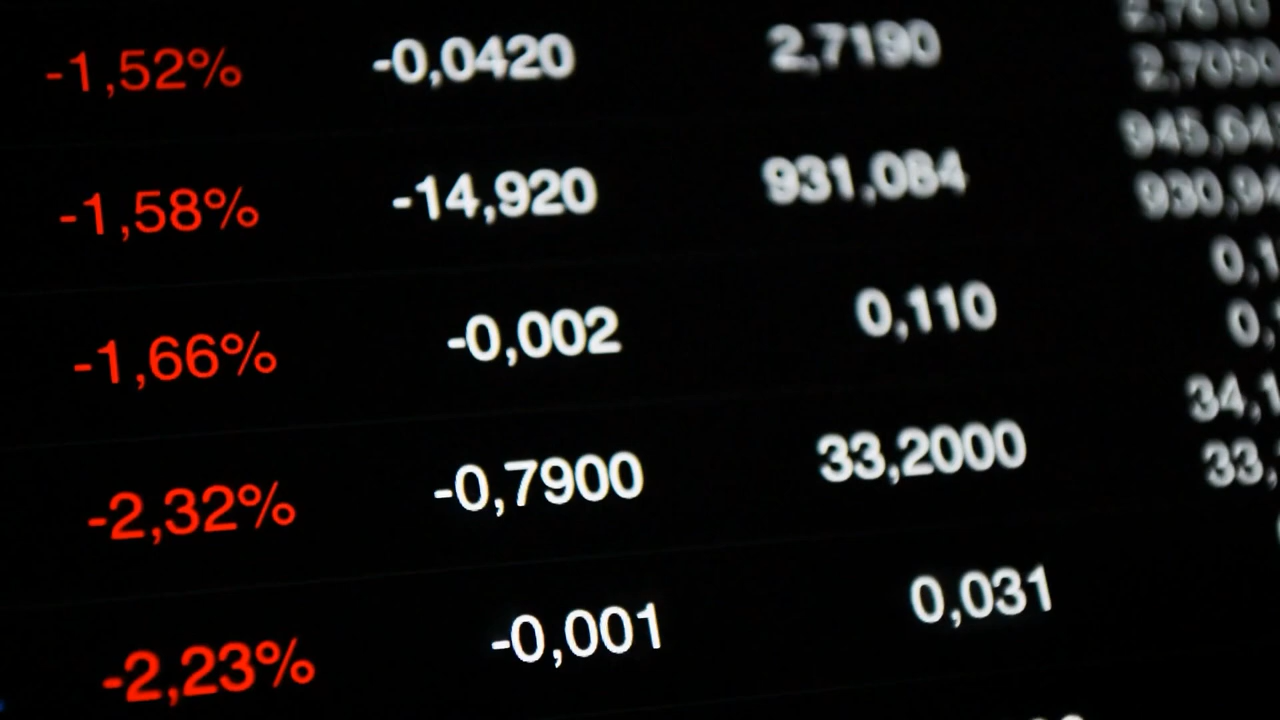 -1,52% -0,0420 2,7190
-1,58% -14,920 931,084
-1,66% -0,002 0,110
-2,32% -0,7900 33,2000
-2,23% -0,001 0,031